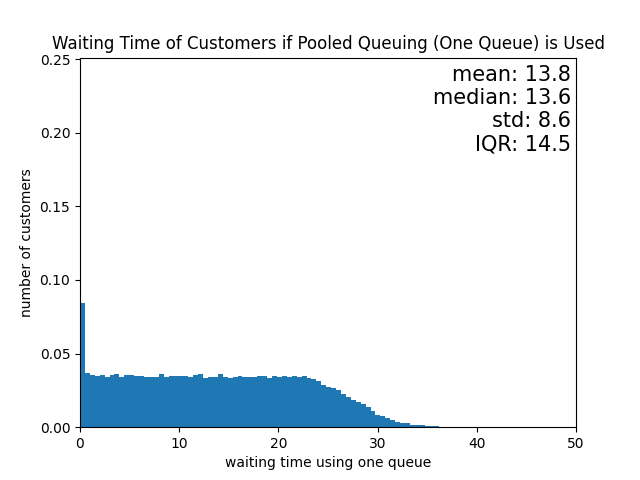 Waiting Time of Customers if Pooled Queuing (One Queue) is Used
0.25
0.20
0.15
0.10
0.05
0.00
number of customers
mean: 13.8
median: 13.6
std: 8.6
IQR: 14.5
0 10 20 30 40 50
waiting time using one queue